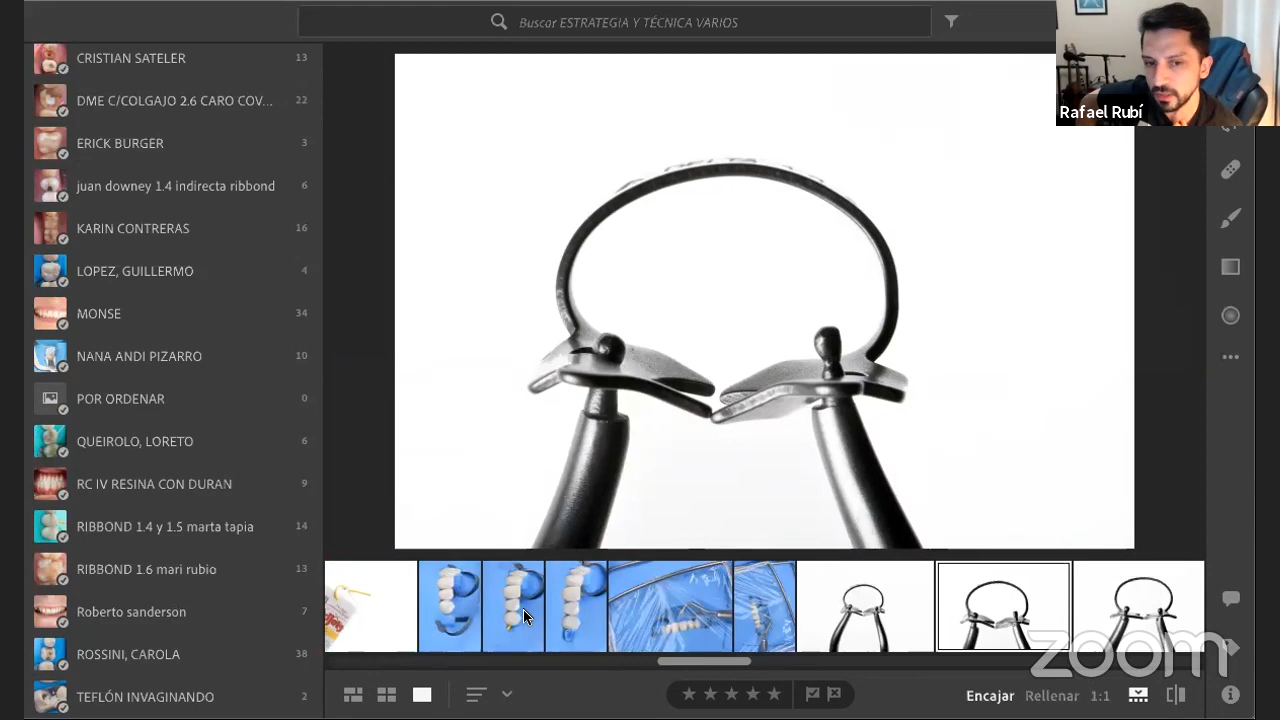 Buscar ESTRATEGIA Y TÉCNICA VARIOS
Rafael Rubí
CRISTIAN SATELER 13
DME C/COLGAJO 2.6 CARO COV... 22
ERICK BURGER 3
juan downey 1.4 indirecta ribbond 6
KARIN CONTRERAS 16
LOPEZ, GUILLERMO 4
MONSE 34
NANA ANDI PIZARRO 10
POR ORDENAR 0
QUEIROLO, LORETO 6
RC IV RESINA CON DURAN 9
RIBBOND 1.4 y 1.5 marta tapia 14
RIBBOND 1.6 mari rubio 13
Roberto sanderson 7
ROSSINI, CAROLA 38
TEFLÓN INVAGINANDO 2
zoom
Encajar Rellenar 1:1